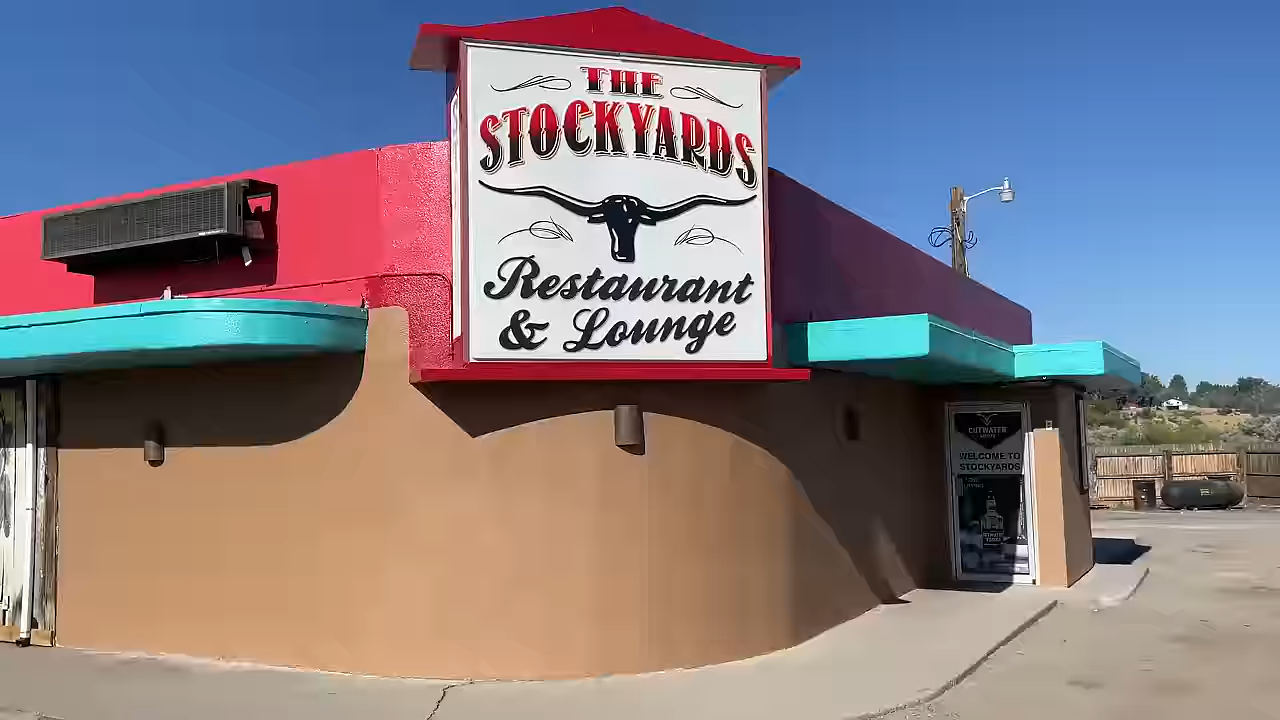 THE
STOCKYARDS
Restaurant
& Lounge
CUTWATER
WELCOME TO
STOCKYARDS